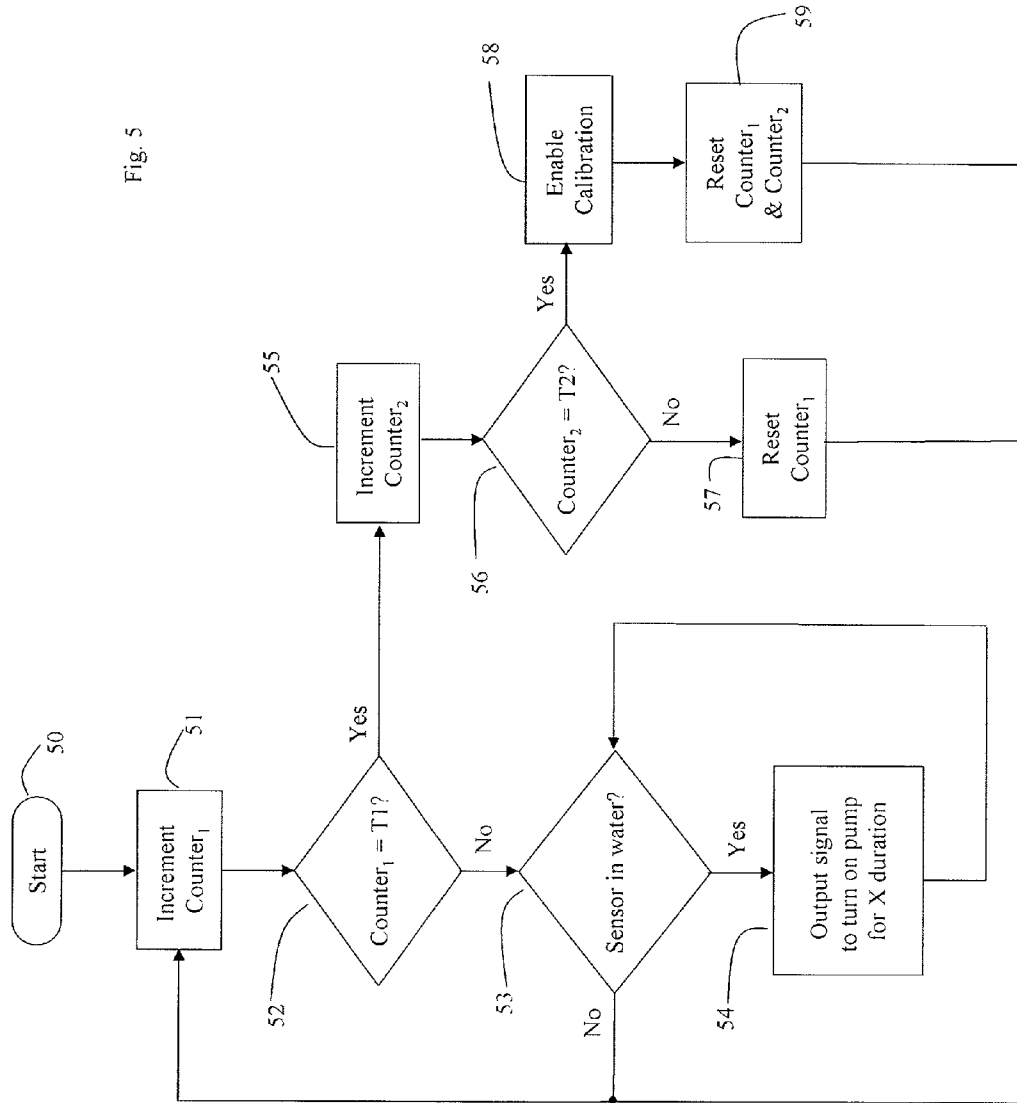 Fig. 5
Start
50
Increment
Counter₁
51
Counter₁ = T1?
52
Yes
No
Sensor in water?
53
No
Yes
Output signal
to turn on pump
for X duration
54
Increment
Counter₂
55
Counter₂ = T2?
56
Yes
No
Reset
Counter₁
57
Enable
Calibration
58
Reset
Counter₁
& Counter₂
59